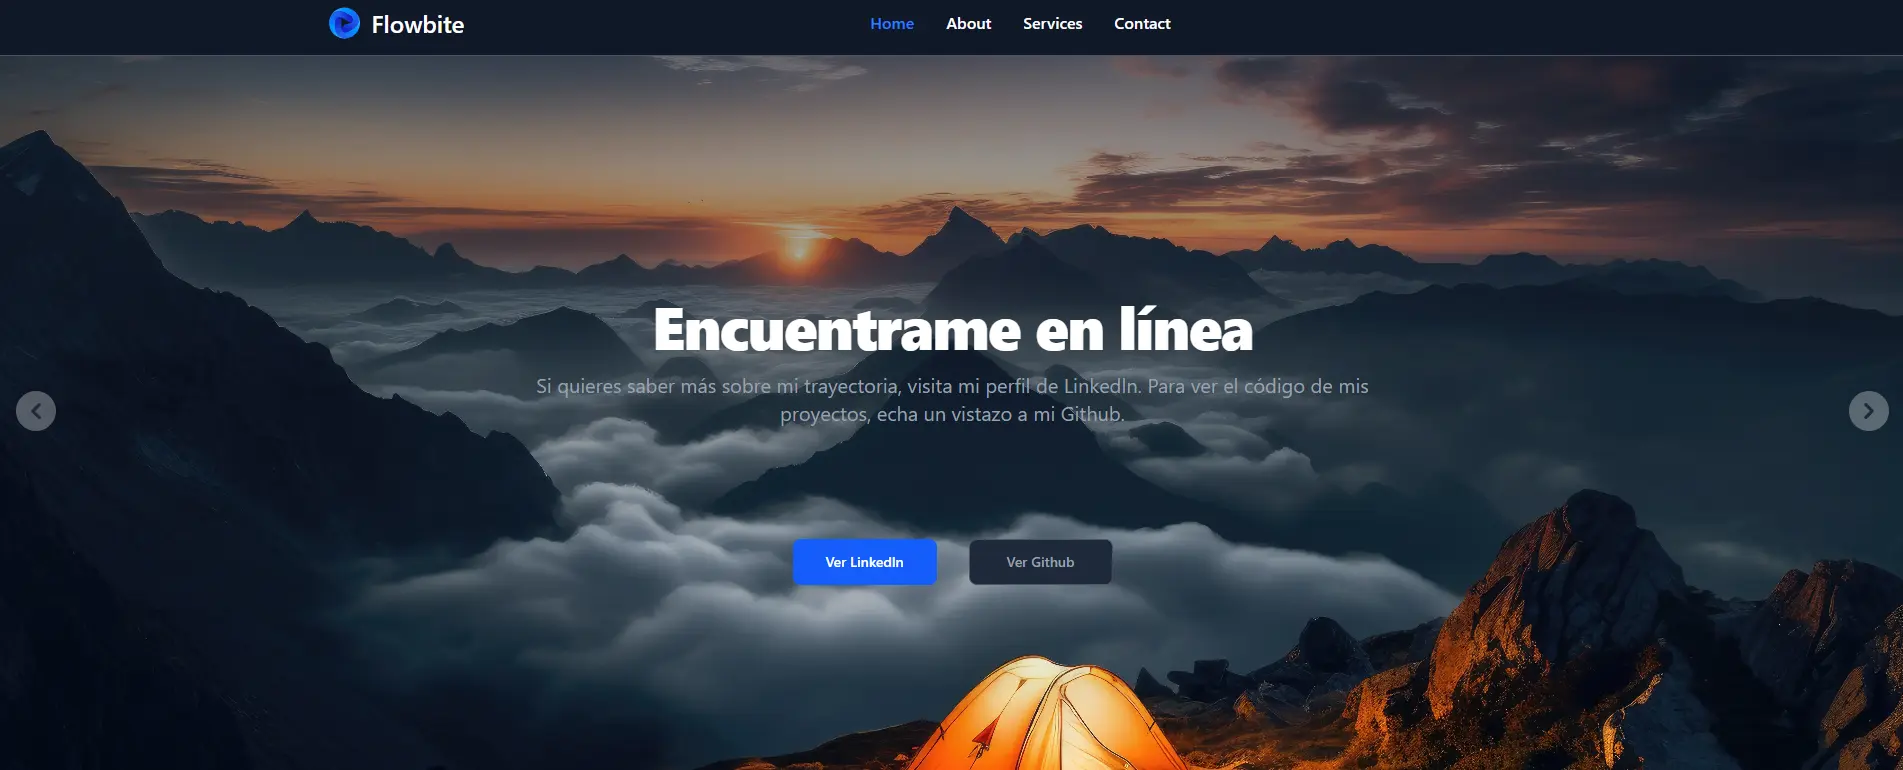 Flowbite
Home About Services Contact
Encuentrame en línea
Si quieres saber más sobre mi trayectoria, visita mi perfil de LinkedIn. Para ver el código de mis
proyectos, echa un vistazo a mi Github.
Ver LinkedIn
Ver Github